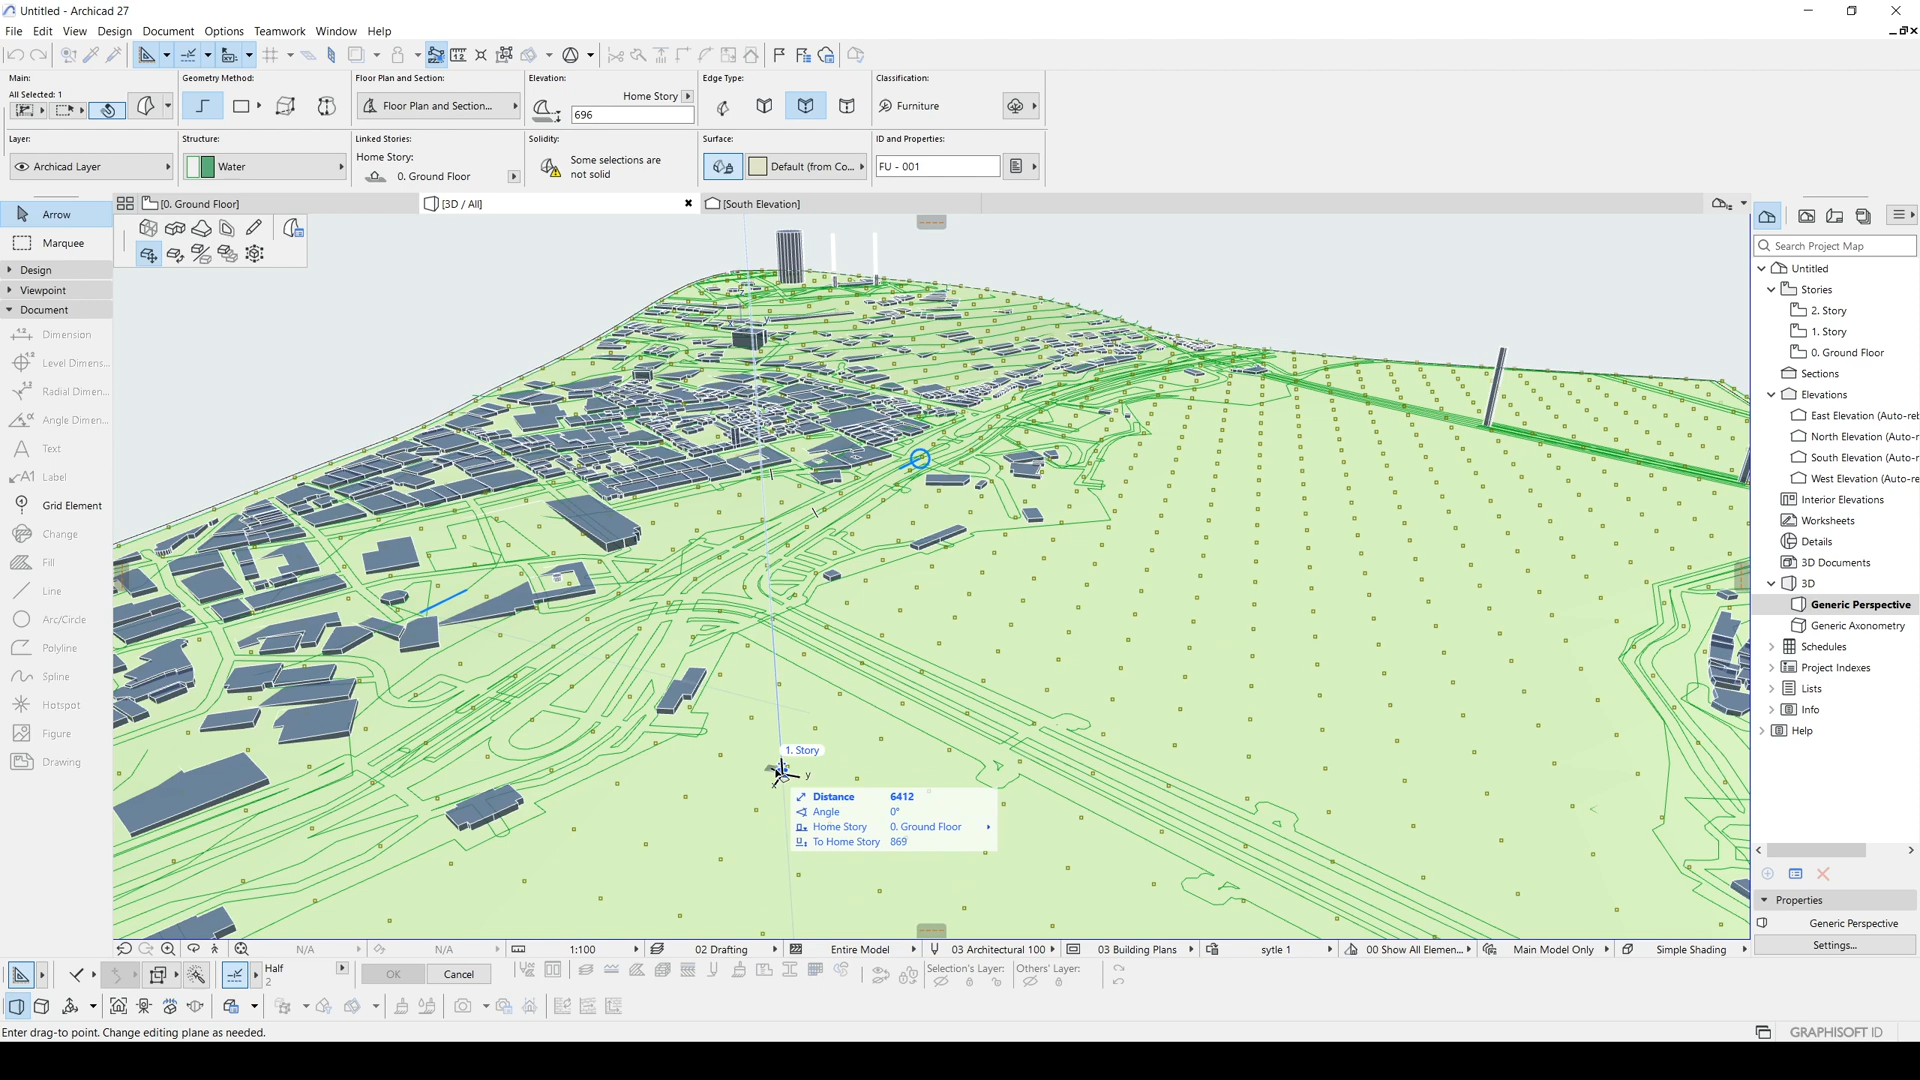 Untitled - Archicad 27
File Edit View Design Document Options Teamwork Window Help
Main:
All Selected: 1
Geometry Method:
Floor Plan and Section:
Floor Plan and Section...
Elevation:
Home Story
696
Edge Type:
Classification:
Furniture
Layer:
Archicad Layer
Structure:
Water
Linked Stories:
Home Story:
0. Ground Floor
Solidity:
Some selections are
not solid
Surface:
Default (from Co...
ID and Properties:
FU - 001
[0. Ground Floor]
[3D / All]
[South Elevation]
Arrow
Marquee
Design
Viewpoint
Document
Dimension
Level Dimens...
Radial Dimen...
Angle Dimen...
Text
Label
Grid Element
Change
Fill
Line
Arc/Circle
Polyline
Spline
Hotspot
Figure
Drawing
1. Story
y
Distance 6412
Angle 0°
Home Story 0. Ground Floor
To Home Story 869
Search Project Map
Untitled
Stories
2. Story
1. Story
0. Ground Floor
Sections
Elevations
East Elevation (Auto-reb
North Elevation (Auto-r
South Elevation (Auto-r
West Elevation (Auto-re
Interior Elevations
Worksheets
Details
3D Documents
3D
Generic Perspective
Generic Axonometry
Schedules
Project Indexes
Lists
Info
Help
Properties
Generic Perspective
Settings...
N/A N/A 1:100 02 Drafting Entire Model 03 Architectural 100 03 Building Plans sytle 1 00 Show All Elemen... Main Model Only Simple Shading
Half
2
OK Cancel
Selection's Layer: Others' Layer:
Enter drag-to point. Change editing plane as needed.
GRAPHISOFT ID